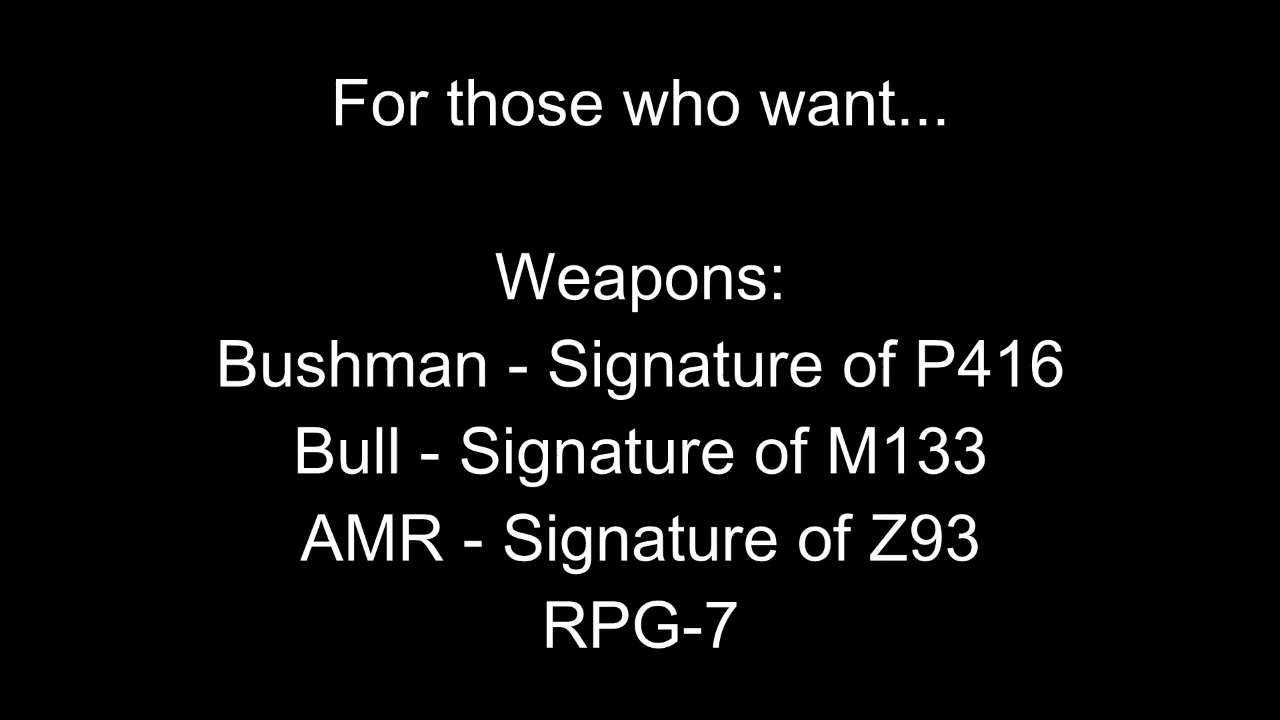 For those who want...
Weapons:
Bushman - Signature of P416
Bull - Signature of M133
AMR - Signature of Z93
RPG-7